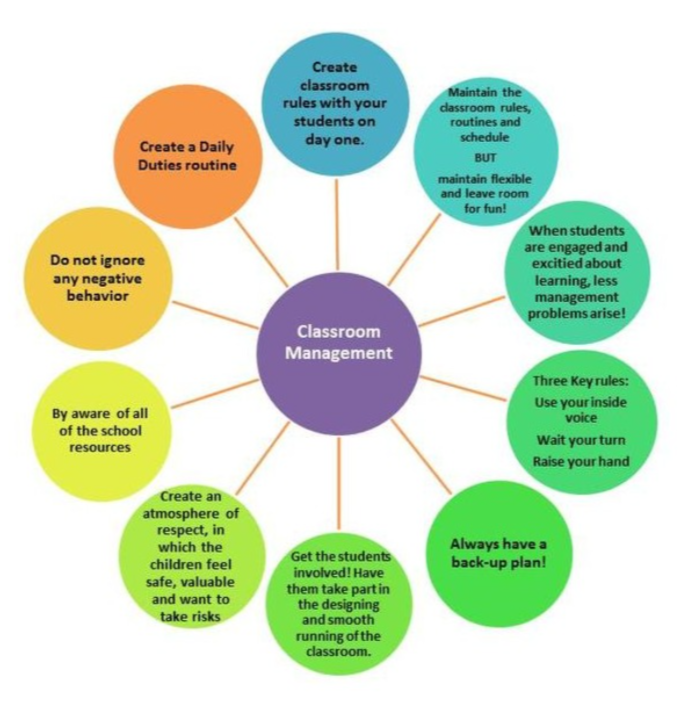 Create
classroom
rules with your
students on
day one.
Maintain the
classroom rules,
routines and
schedule
BUT
maintain flexible
and leave room
for fun!
When students
are engaged and
excitied about
learning, less
management
problems arise!
Three Key rules:
Use your inside
voice
Wait your turn
Raise your hand
Always have a
back-up plan!
Get the students
involved! Have
them take part in
the designing
and smooth
running of the
classroom.
Create an
atmosphere of
respect, in
which the
children feel
safe, valuable
and want to
take risks
By aware of all
of the school
resources
Do not ignore
any negative
behavior
Create a Daily
Duties routine
Classroom
Management